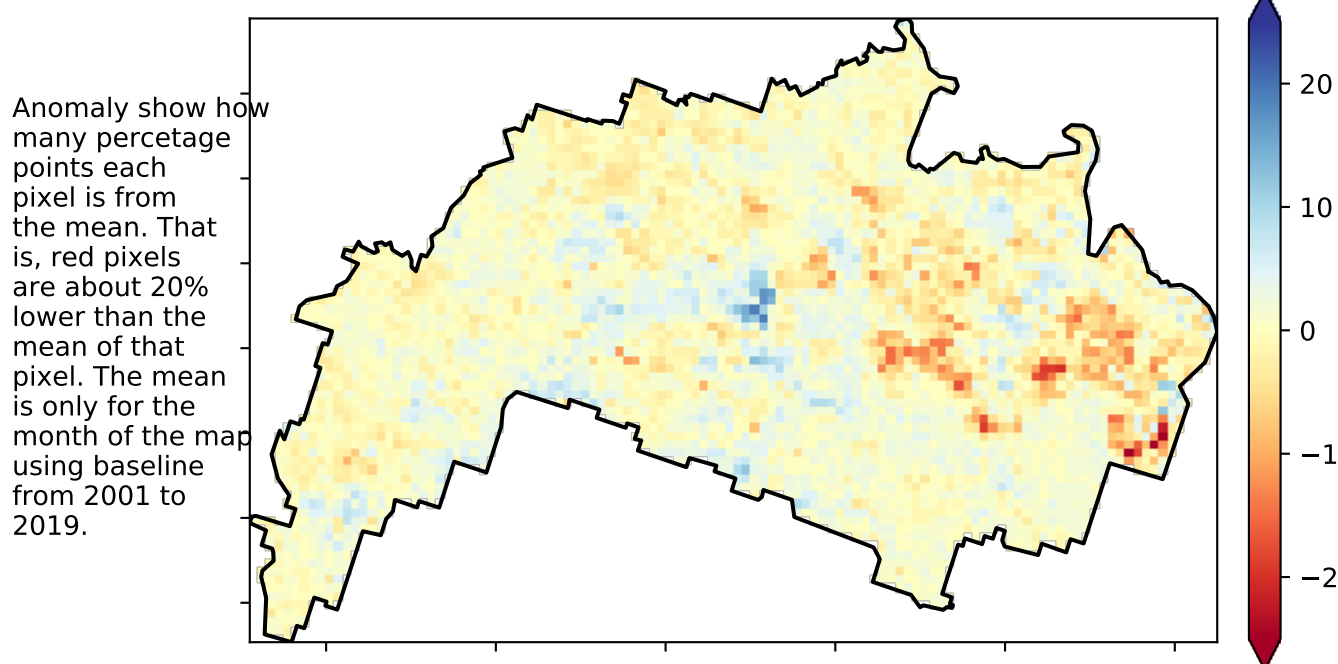 Anomaly show how
many percetage
points each
pixel is from
the mean. That
is, red pixels
are about 20%
lower than the
mean of that
pixel. The mean
is only for the
month of the map
using baseline
from 2001 to
2019.
20
10
0
−1
−2